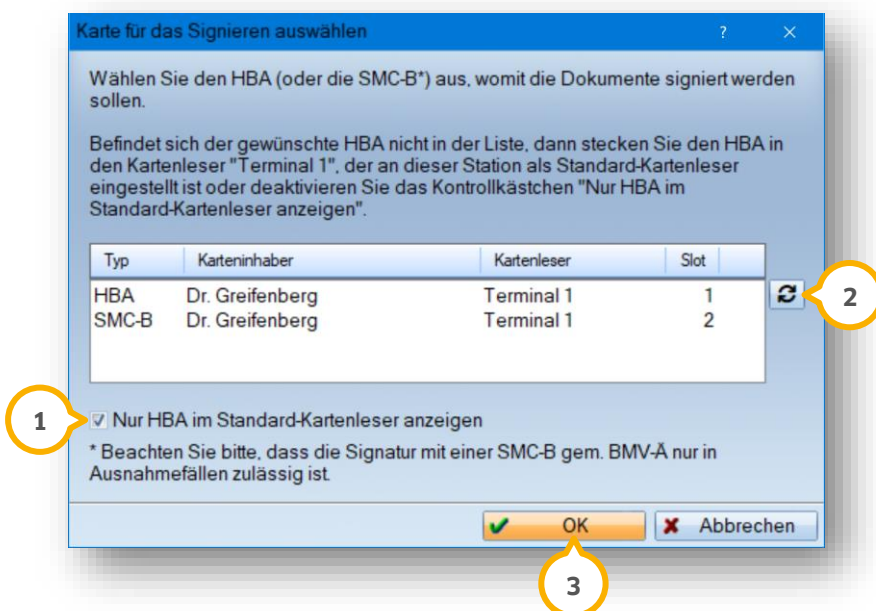 Karte für das Signieren auswählen
Wählen Sie den HBA (oder die SMC-B*) aus, womit die Dokumente signiert werden
sollen.
Befindet sich der gewünschte HBA nicht in der Liste, dann stecken Sie den HBA in
den Kartenleser "Terminal 1", der an dieser Station als Standard-Kartenleser
eingestellt ist oder deaktivieren Sie das Kontrollkästchen "Nur HBA im
Standard-Kartenleser anzeigen".
Typ Karteninhaber Kartenleser Slot
HBA Dr. Greifenberg Terminal 1 1
SMC-B Dr. Greifenberg Terminal 1 2
2
1
Nur HBA im Standard-Kartenleser anzeigen
* Beachten Sie bitte, dass die Signatur mit einer SMC-B gem. BMV-Ä nur in
Ausnahmefällen zulässig ist.
OK Abbrechen
3